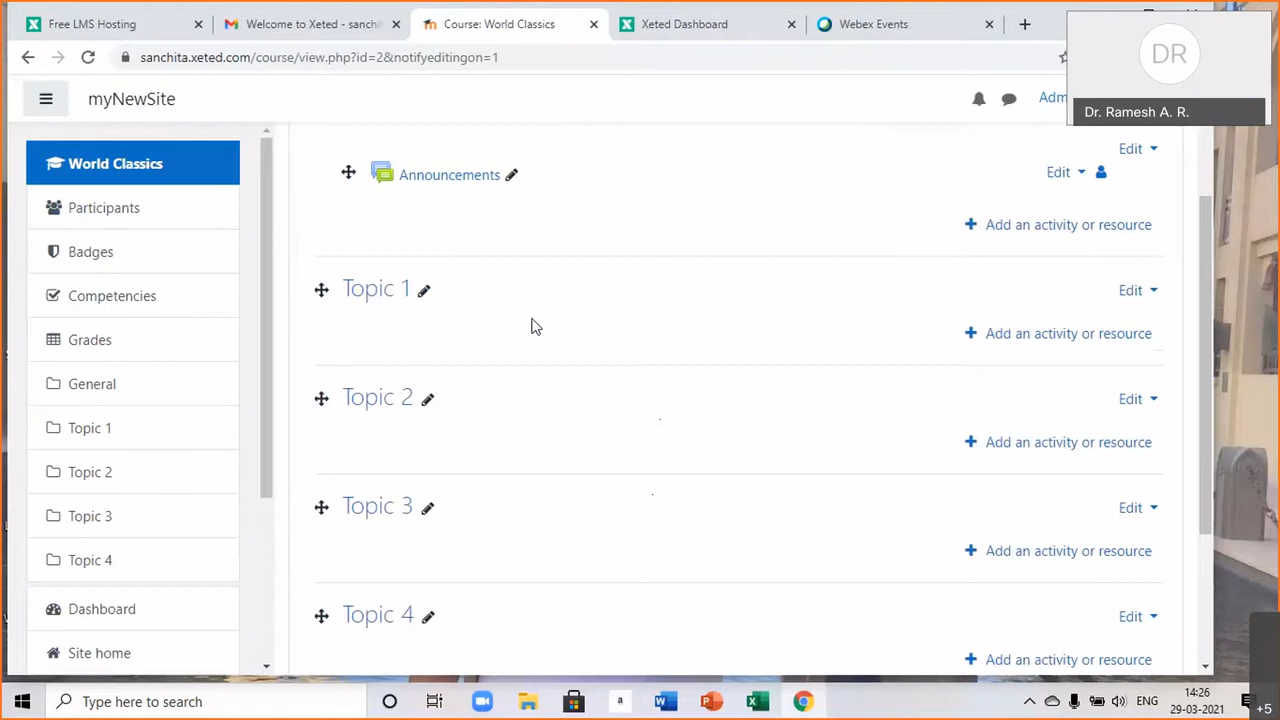 Free LMS Hosting
Welcome to Xeted - sanchit
Course: World Classics
Xeted Dashboard
Webex Events
sanchita.xeted.com/course/view.php?id=2&notifyeditingon=1
DR
Dr. Ramesh A. R.
myNewSite
Adm
World Classics
Participants
Badges
Competencies
Grades
General
Topic 1
Topic 2
Topic 3
Topic 4
Dashboard
Site home
Edit
Announcements
Edit
Add an activity or resource
Topic 1
Edit
Add an activity or resource
Topic 2
Edit
Add an activity or resource
Topic 3
Edit
Add an activity or resource
Topic 4
Edit
Add an activity or resource
Type here to search
ENG
14:26
29-03-2021
+5